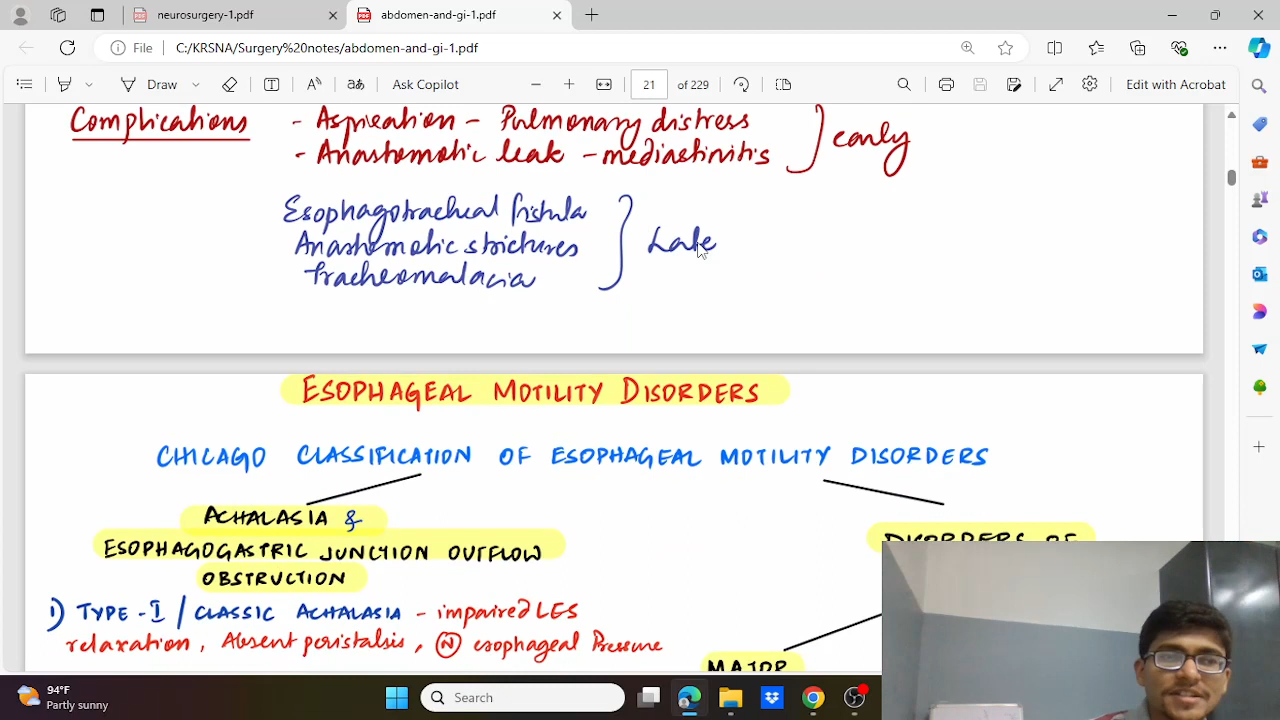 neurosurgery-1.pdf
abdomen-and-gi-1.pdf
File
C:/KRSNA/Surgery%20notes/abdomen-and-gi-1.pdf
Draw
Ask Copilot
21
of 229
Edit with Acrobat
Complications - Aspiration - Pulmonary distress
- Anastomotic leak - mediastinitis
early
Esophagotracheal fistula
Anastomotic strictures
Tracheomalacia
Late
ESOPHAGEAL MOTILITY DISORDERS
CHICAGO CLASSIFICATION OF ESOPHAGEAL MOTILITY DISORDERS
ACHALASIA &
ESOPHAGOGASTRIC JUNCTION OUTFLOW
OBSTRUCTION
DISORDERS OF
1) TYPE-I / CLASSIC ACHALASIA - impaired LES
relaxation, Absent peristalsis, (N) esophageal Pressure
MAJOR
94°F
Partly sunny
Search